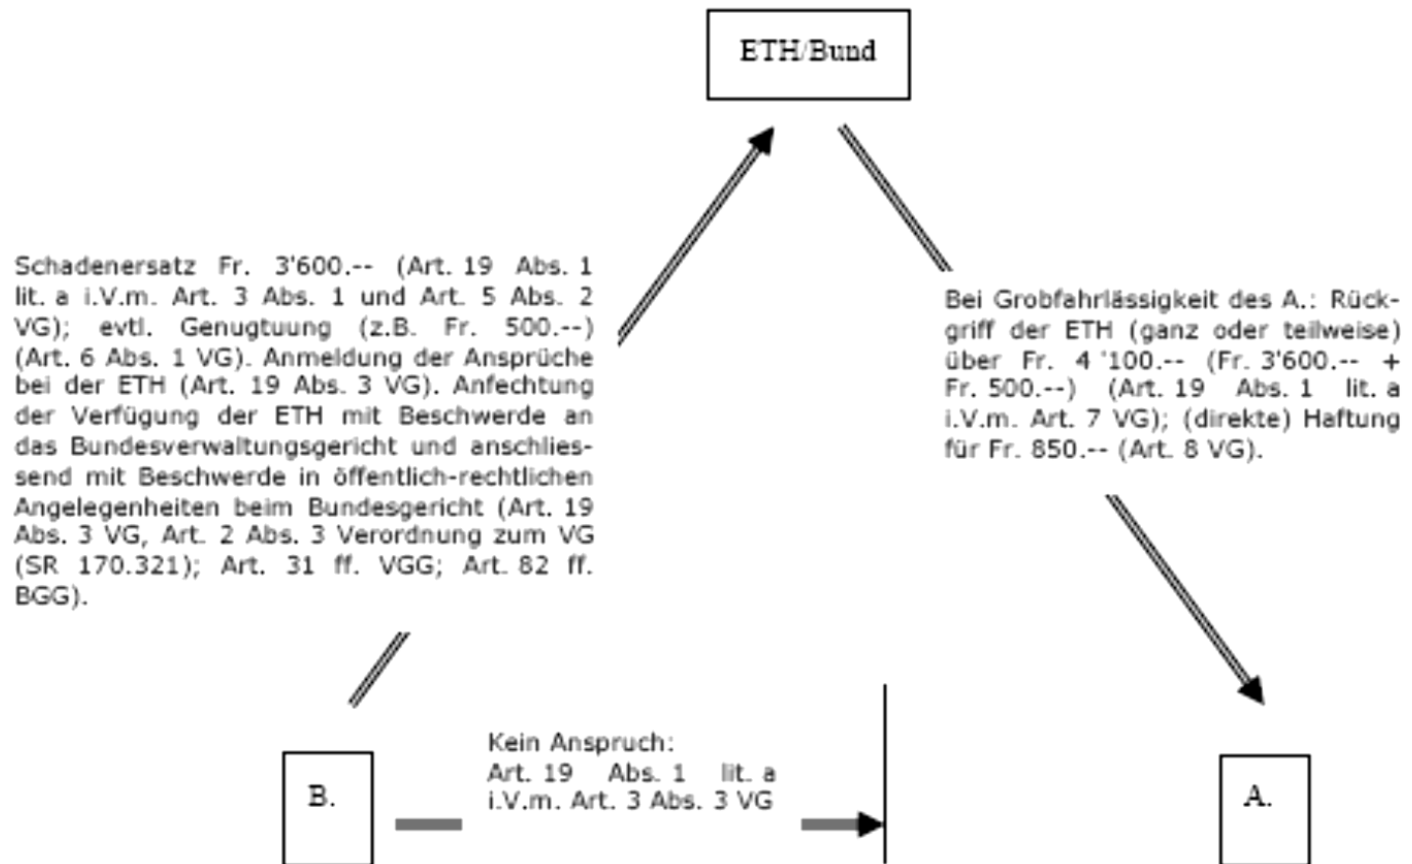 ETH/Bund
Schadenersatz Fr. 3'600.-- (Art. 19 Abs. 1
lit. a i.V.m. Art. 3 Abs. 1 und Art. 5 Abs. 2
VG); evtl. Genugtuung (z.B. Fr. 500.--)
(Art. 6 Abs. 1 VG). Anmeldung der Ansprüche
bei der ETH (Art. 19 Abs. 3 VG). Anfechtung
der Verfügung der ETH mit Beschwerde an
das Bundesverwaltungsgericht und anschlies-
send mit Beschwerde in öffentlich-rechtlichen
Angelegenheiten beim Bundesgericht (Art. 19
Abs. 3 VG, Art. 2 Abs. 3 Verordnung zum VG
(SR 170.321); Art. 31 ff. VGG; Art. 82 ff.
BGG).
Bei Grobfahrlässigkeit des A.: Rück-
griff der ETH (ganz oder teilweise)
über Fr. 4 '100.-- (Fr. 3'600.-- +
Fr. 500.--) (Art. 19 Abs. 1 lit. a
i.V.m. Art. 7 VG); (direkte) Haftung
für Fr. 850.-- (Art. 8 VG).
B.
Kein Anspruch:
Art. 19 Abs. 1 lit. a
i.V.m. Art. 3 Abs. 3 VG
A.